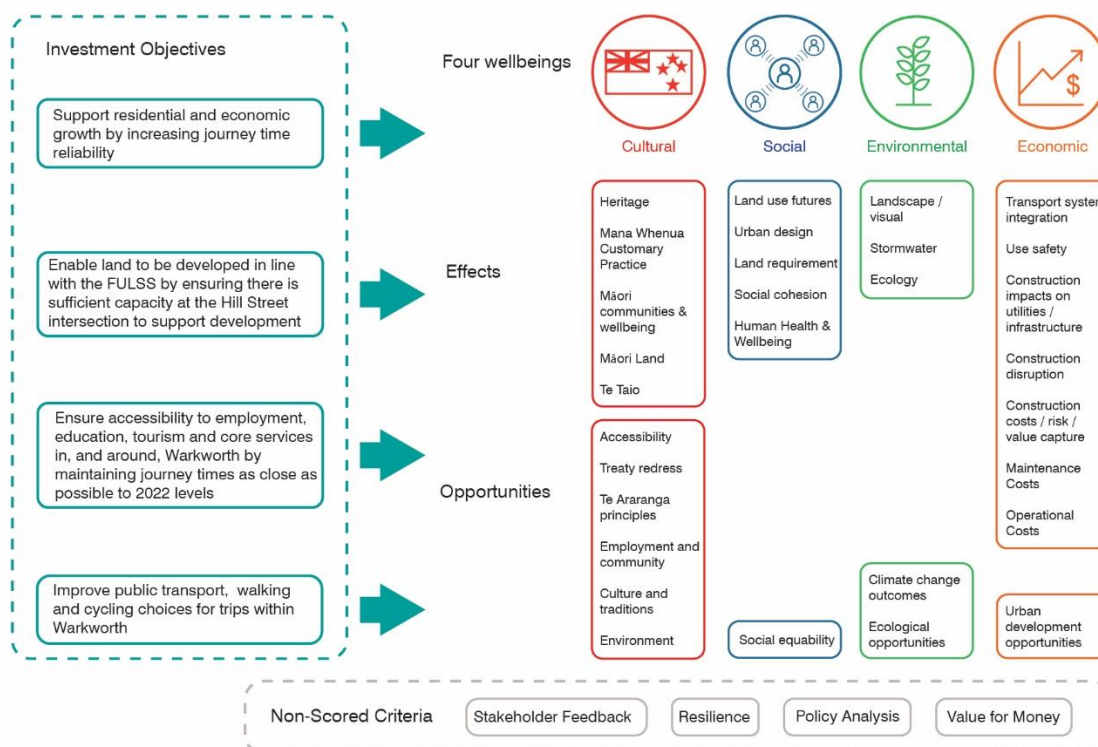 Investment Objectives
Support residential and economic
growth by increasing journey time
reliability
Enable land to be developed in line
with the FULSS by ensuring there is
sufficient capacity at the Hill Street
intersection to support development
Ensure accessibility to employment,
education, tourism and core services
in, and around, Warkworth by
maintaining journey times as close as
possible to 2022 levels
Improve public transport, walking
and cycling choices for trips within
Warkworth
Four wellbeings
Cultural
Social
Environmental
$
Economic
Effects
Heritage
Mana Whenua
Customary
Practice
Māori
communities &
wellbeing
Māori Land
Te Taio
Land use futures
Urban design
Land requirement
Social cohesion
Human Health &
Wellbeing
Landscape /
visual
Stormwater
Ecology
Transport system
integration
Use safety
Construction
impacts on
utilities /
infrastructure
Construction
disruption
Construction
costs / risk /
value capture
Maintenance
Costs
Operational
Costs
Opportunities
Accessibility
Treaty redress
Te Araranga
principles
Employment and
community
Culture and
traditions
Environment
Social equability
Climate change
outcomes
Ecological
opportunities
Urban
development
opportunities
Non-Scored Criteria
Stakeholder Feedback
Resilience
Policy Analysis
Value for Money